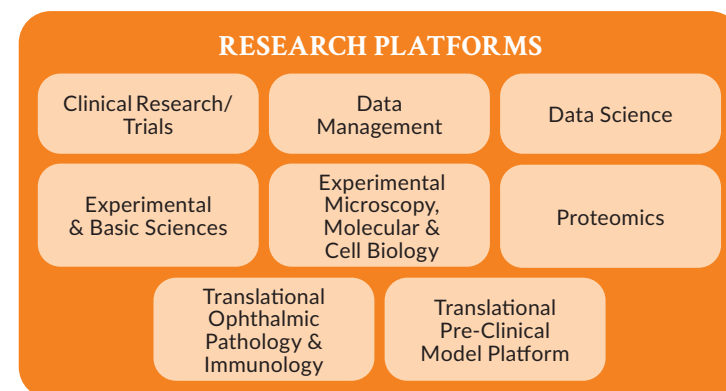 RESEARCH PLATFORMS
Clinical Research/
Trials
Data
Management
Data Science
Experimental
& Basic Sciences
Experimental
Microscopy,
Molecular &
Cell Biology
Proteomics
Translational
Ophthalmic
Pathology &
Immunology
Translational
Pre-Clinical
Model Platform